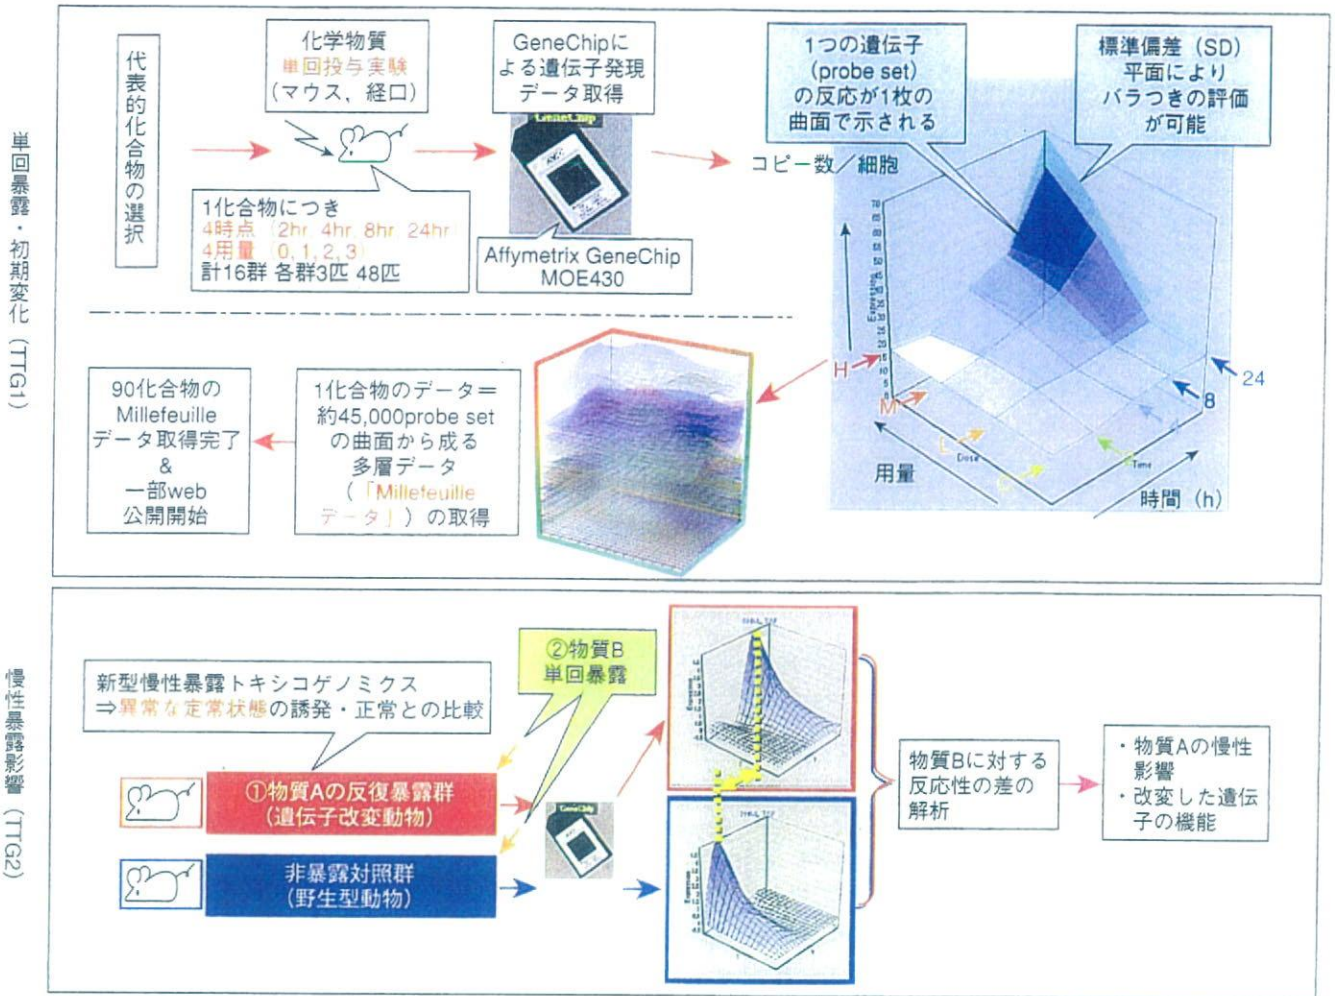 単回暴露・初期変化（TTG1）
代表的化合物の選択
化学物質
単回投与実験
（マウス，経口）
1化合物につき
4時点（2hr, 4hr, 8hr, 24hr）
4用量（0, 1, 2, 3）
計16群 各群3匹 48匹
GeneChipに
よる遺伝子発現
データ取得
GeneChip
Affymetrix GeneChip
MOE430
1つの遺伝子
（probe set）
の反応が1枚の
曲面で示される
標準偏差（SD）
平面により
バラつきの評価
が可能
コピー数／細胞
Expression
H
M
L
Dose
用量
24
8
4
2
Time
時間（h）
1化合物のデータ＝
約45,000probe set
の曲面から成る
多層データ
（「Millefeuille
データ」）の取得
90化合物の
Millefeuille
データ取得完了
&
一部web
公開開始
慢性暴露影響（TTG2）
新型慢性暴露トキシコゲノミクス
⇒異常な定常状態の誘発・正常との比較
②物質B
単回暴露
①物質Aの反復暴露群
（遺伝子改変動物）
非暴露対照群
（野生型動物）
GeneChip
Expression
Expression
物質Bに対する
反応性の差の
解析
・物質Aの慢性
影響
・改変した遺伝
子の機能